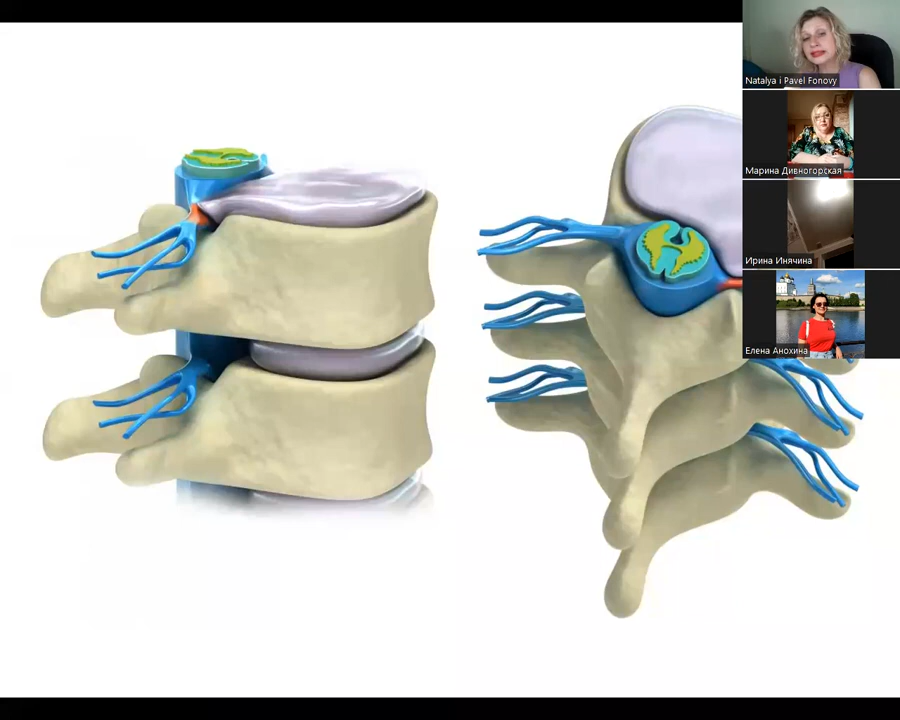 Natalya i Pavel Fonovy
Марина Дивногорская
Ирина Инячина
Елена Анохина